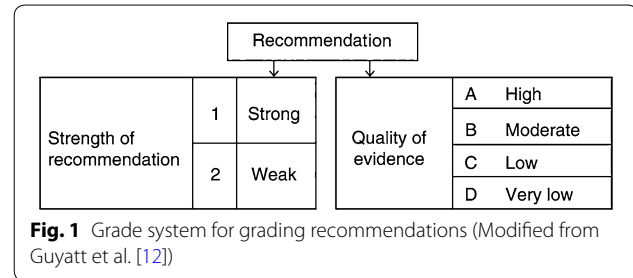 Recommendation
Strength of
recommendation
1 Strong
2 Weak
Quality of
evidence
A High
B Moderate
C Low
D Very low
Fig. 1 Grade system for grading recommendations (Modified from
Guyatt et al. [12])